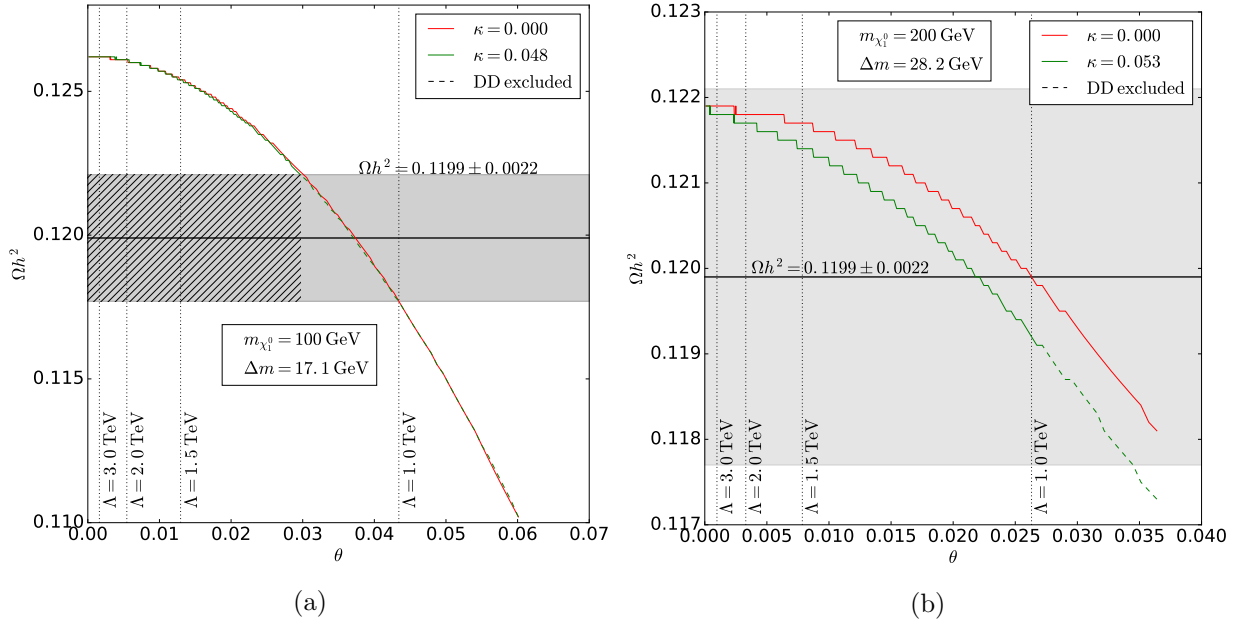 κ = 0.000
κ = 0.048
DD excluded
Ωh² = 0.1199 ± 0.0022
m_χ₁⁰ = 100 GeV
Δm = 17.1 GeV
Λ = 3.0 TeV
Λ = 2.0 TeV
Λ = 1.5 TeV
Λ = 1.0 TeV
0.125
0.120
0.115
0.110
Ωh²
0.00 0.01 0.02 0.03 0.04 0.05 0.06 0.07
θ
(a)
m_χ₁⁰ = 200 GeV
Δm = 28.2 GeV
κ = 0.000
κ = 0.053
DD excluded
Ωh² = 0.1199 ± 0.0022
Λ = 3.0 TeV
Λ = 2.0 TeV
Λ = 1.5 TeV
Λ = 1.0 TeV
0.123
0.122
0.121
0.120
0.119
0.118
0.117
Ωh²
0.000 0.005 0.010 0.015 0.020 0.025 0.030 0.035 0.040
θ
(b)